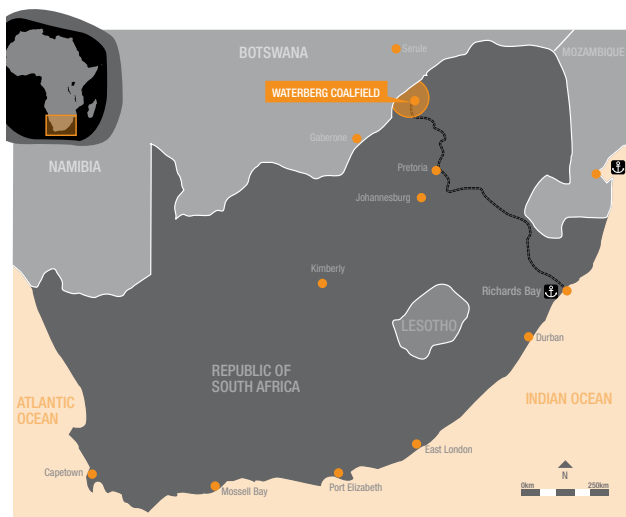 BOTSWANA
Serule
MOZAMBIQUE
WATERBERG COALFIELD
Gaberone
NAMIBIA
Pretoria
Johannesburg
Kimberly
Richards Bay
LESOTHO
Durban
REPUBLIC OF
SOUTH AFRICA
ATLANTIC
OCEAN
INDIAN OCEAN
East London
Capetown
Port Elizabeth
Mossell Bay
N
0km
250km